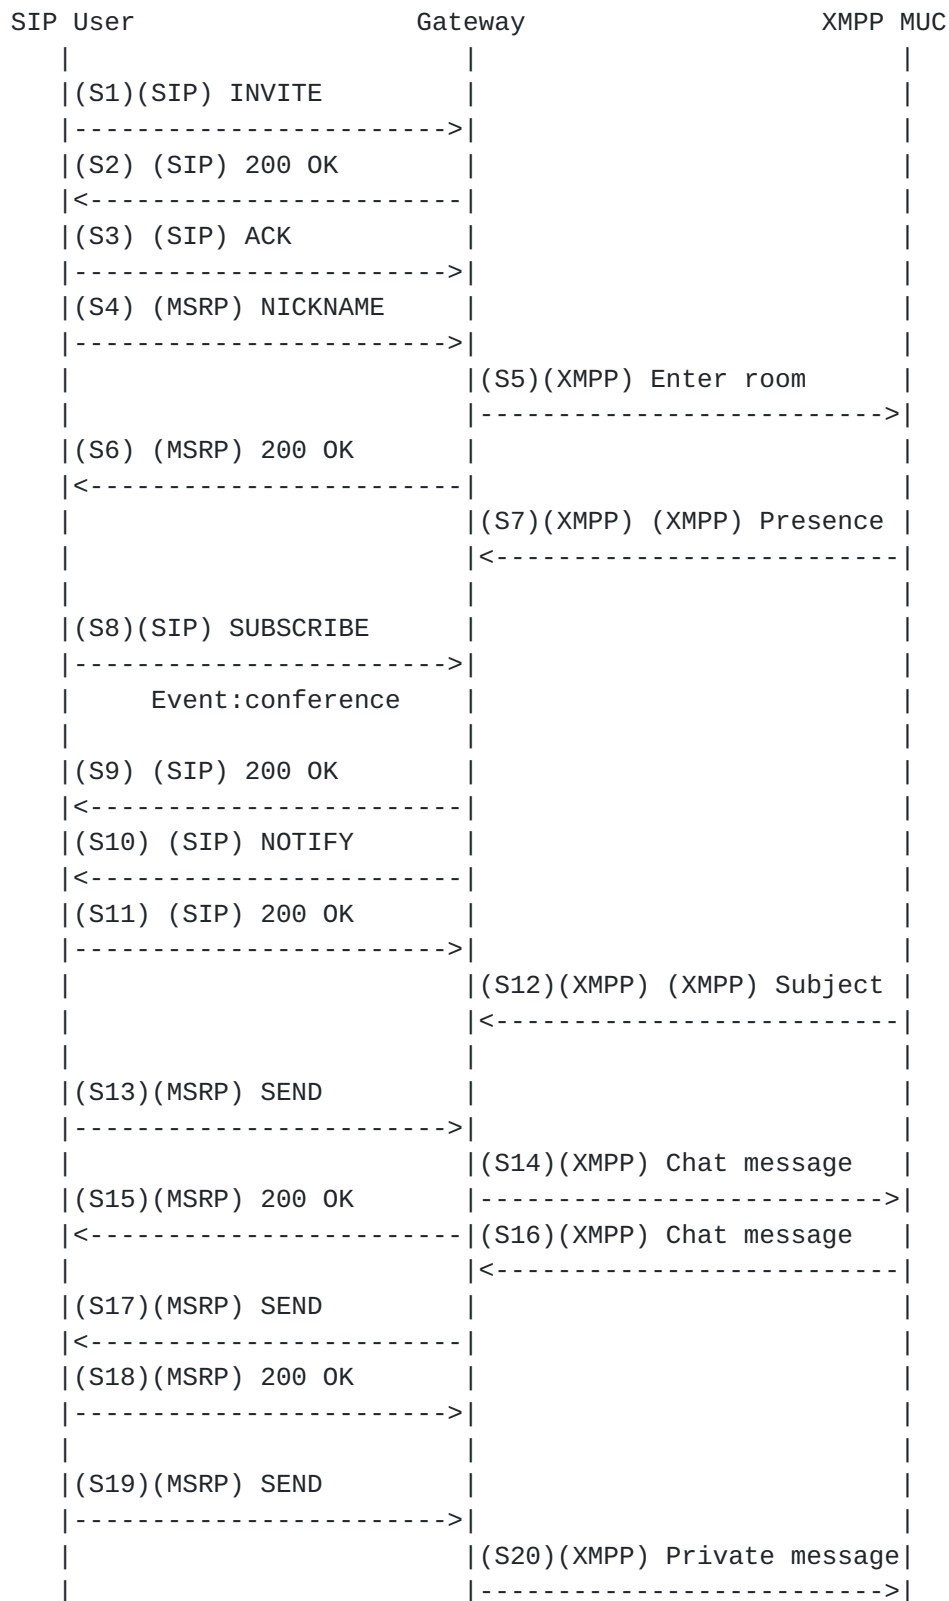 SIP User                  Gateway                   XMPP MUC
   |                         |                           |
   |(S1)(SIP) INVITE         |                           |
   |------------------------>|                           |
   |(S2) (SIP) 200 OK        |                           |
   |<------------------------|                           |
   |(S3) (SIP) ACK           |                           |
   |------------------------>|                           |
   |(S4) (MSRP) NICKNAME     |                           |
   |------------------------>|                           |
   |                         |(S5)(XMPP) Enter room      |
   |                         |-------------------------->|
   |(S6) (MSRP) 200 OK       |                           |
   |<------------------------|                           |
   |                         |(S7)(XMPP) (XMPP) Presence |
   |                         |<--------------------------|
   |                         |                           |
   |(S8)(SIP) SUBSCRIBE      |                           |
   |------------------------>|                           |
   |     Event:conference    |                           |
   |                         |                           |
   |(S9) (SIP) 200 OK        |                           |
   |<------------------------|                           |
   |(S10) (SIP) NOTIFY       |                           |
   |<------------------------|                           |
   |(S11) (SIP) 200 OK       |                           |
   |------------------------>|                           |
   |                         |(S12)(XMPP) (XMPP) Subject |
   |                         |<--------------------------|
   |                         |                           |
   |(S13)(MSRP) SEND         |                           |
   |------------------------>|                           |
   |                         |(S14)(XMPP) Chat message   |
   |(S15)(MSRP) 200 OK       |-------------------------->|
   |<------------------------|(S16)(XMPP) Chat message   |
   |                         |<--------------------------|
   |(S17)(MSRP) SEND         |                           |
   |<------------------------|                           |
   |(S18)(MSRP) 200 OK       |                           |
   |------------------------>|                           |
   |                         |                           |
   |(S19)(MSRP) SEND         |                           |
   |------------------------>|                           |
   |                         |(S20)(XMPP) Private message|
   |                         |-------------------------->|